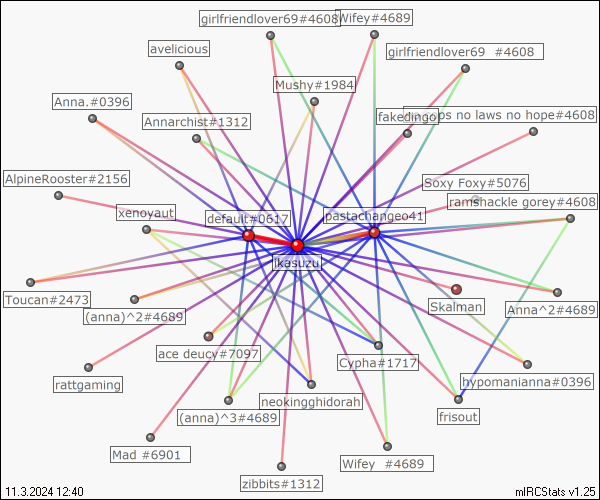 girlfriendlover69#4608
Wifey#4689
avelicious
girlfriendlover69 #4608
Mushy#1984
Anna.#0396
Annarchist#1312
fakedingo
ps no laws no hope#4608
AlpineRooster#2156
Soxy Foxy#5076
xenoyaut
default#0617
pastachangeo41
ramshackle gorey#4608
jkasuzu
Toucan#2473
(anna)^2#4689
Skalman
Anna^2#4689
ace deucy#7097
Cypha#1717
rattgaming
hypomanianna#0396
(anna)^3#4689
neokingghidorah
frisout
Mad #6901
Wifey #4689
zibbits#1312
11.3.2024 12:40
mIRCStats v1.25